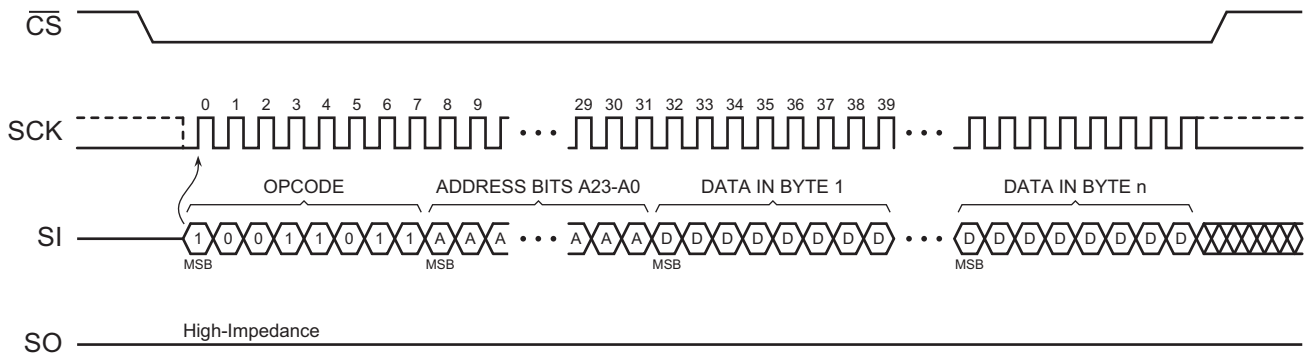 C̅S̅
0 1 2 3 4 5 6 7 8 9 29 30 31 32 33 34 35 36 37 38 39
SCK
OPCODE ADDRESS BITS A23-A0 DATA IN BYTE 1 DATA IN BYTE n
SI 1 0 0 1 1 0 1 1 A A A A A A D D D D D D D D D D D D D D D D
MSB MSB MSB MSB
High-Impedance
SO